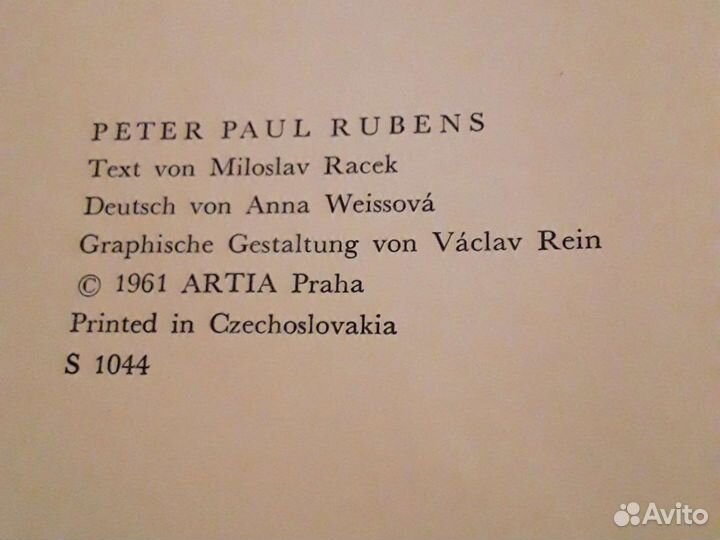 PETER PAUL RUBENS
Text von Miloslav Racek
Deutsch von Anna Weissová
Graphische Gestaltung von Václav Rein
© 1961 ARTIA Praha
Printed in Czechoslovakia
S 1044
Avito